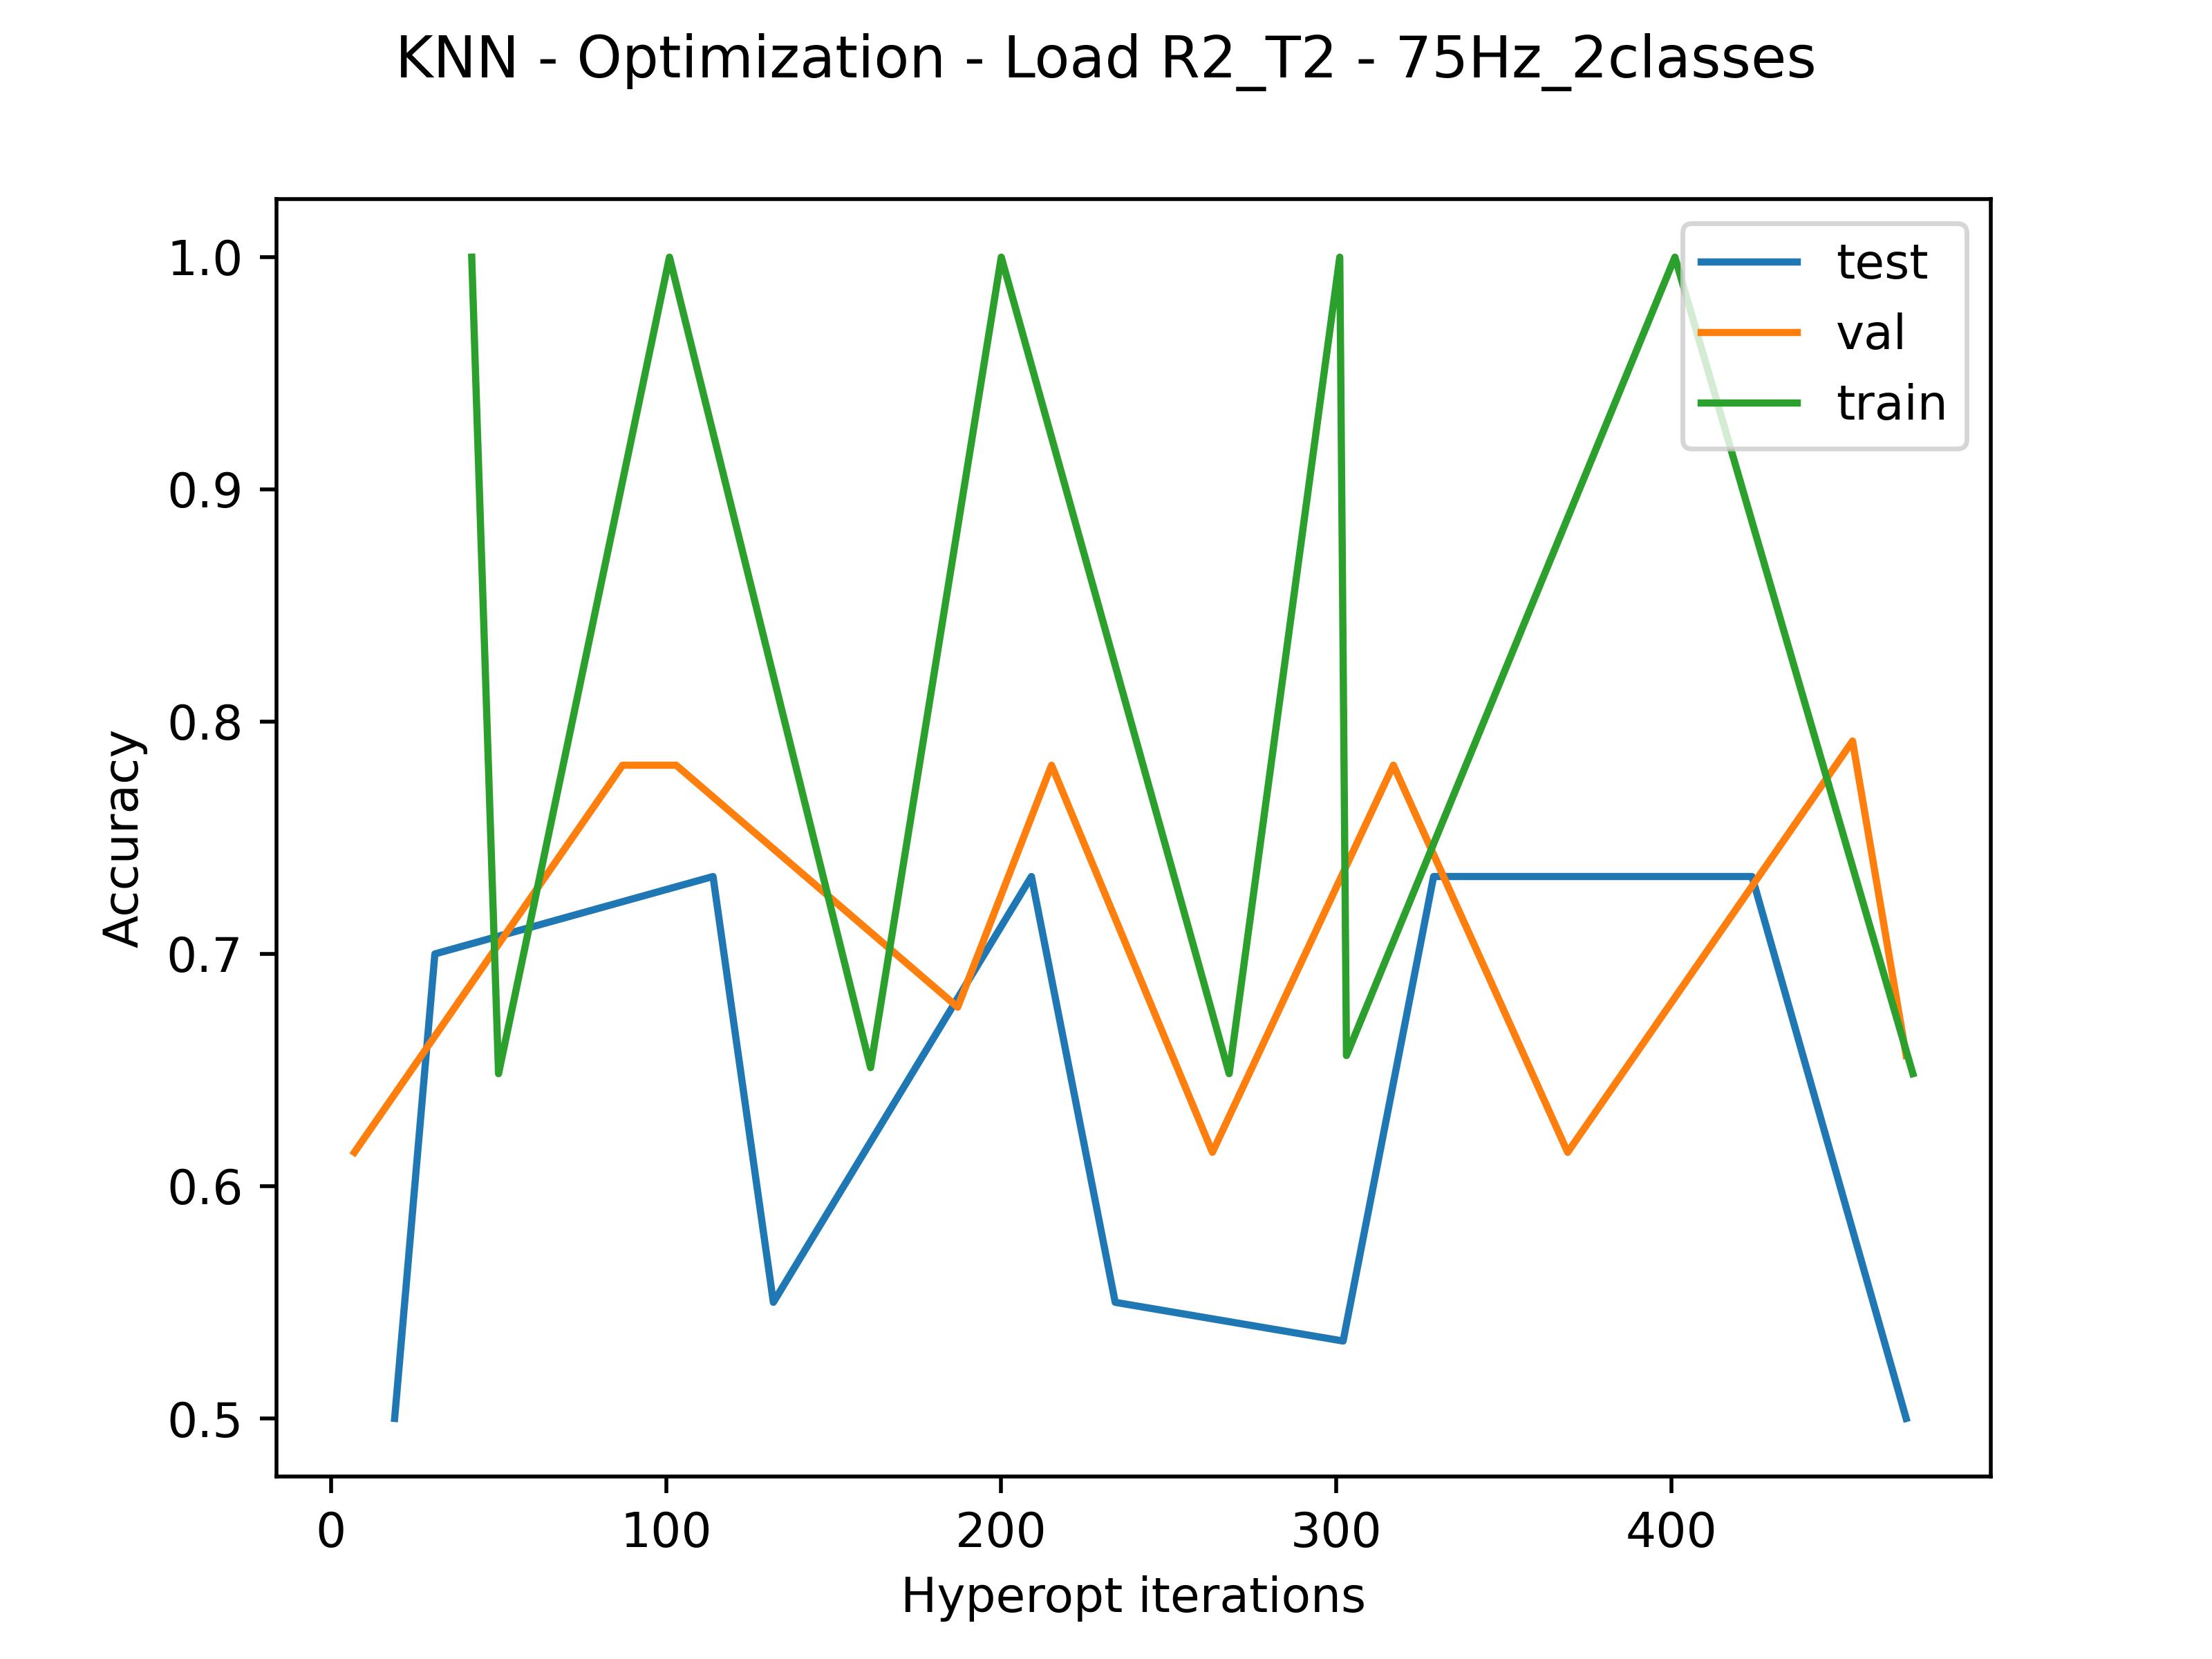 KNN - Optimization - Load R2_T2 - 75Hz_2classes
test
val
train
1.0
0.9
0.8
0.7
0.6
0.5
Accuracy
0 100 200 300 400
Hyperopt iterations